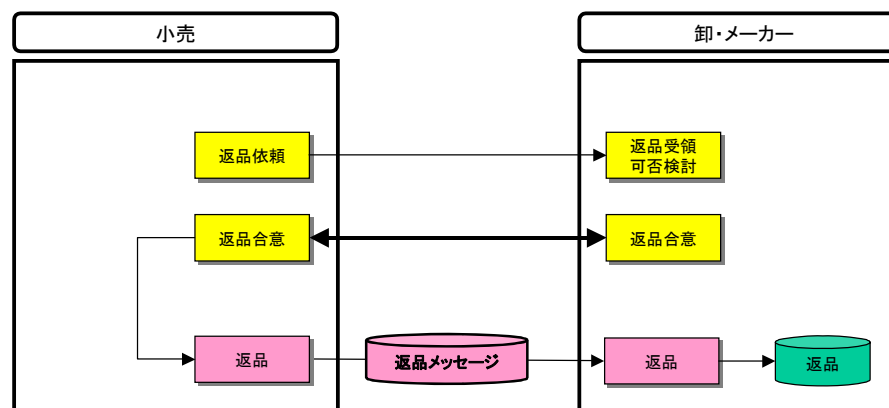 小売
卸・メーカー
返品依頼
返品受領
可否検討
返品合意
返品合意
返品
返品メッセージ
返品
返品